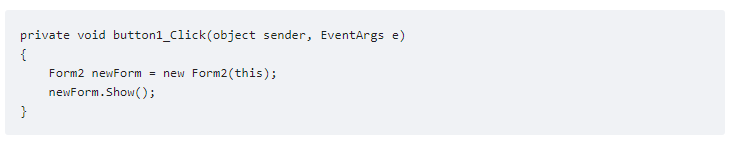 private void button1_Click(object sender, EventArgs e)
{
    Form2 newForm = new Form2(this);
    newForm.Show();
}